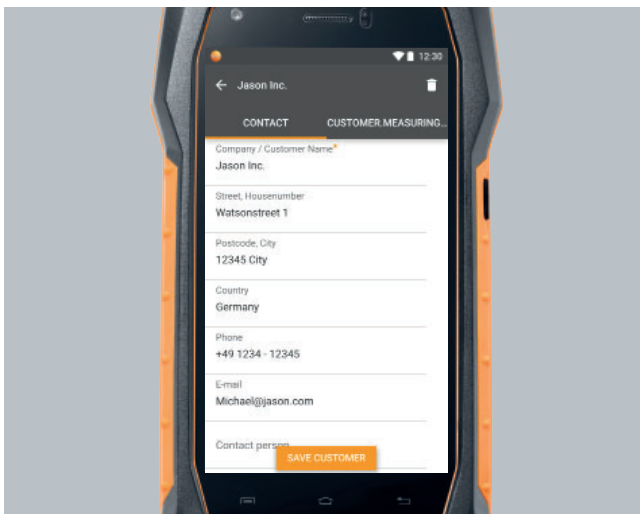 12:30
Jason Inc.
CONTACT CUSTOMER.MEASURING...
Company / Customer Name*
Jason Inc.
Street, Housenumber
Watsonstreet 1
Postcode, City
12345 City
Country
Germany
Phone
+49 1234 - 12345
E-mail
Michael@jason.com
Contact person
SAVE CUSTOMER